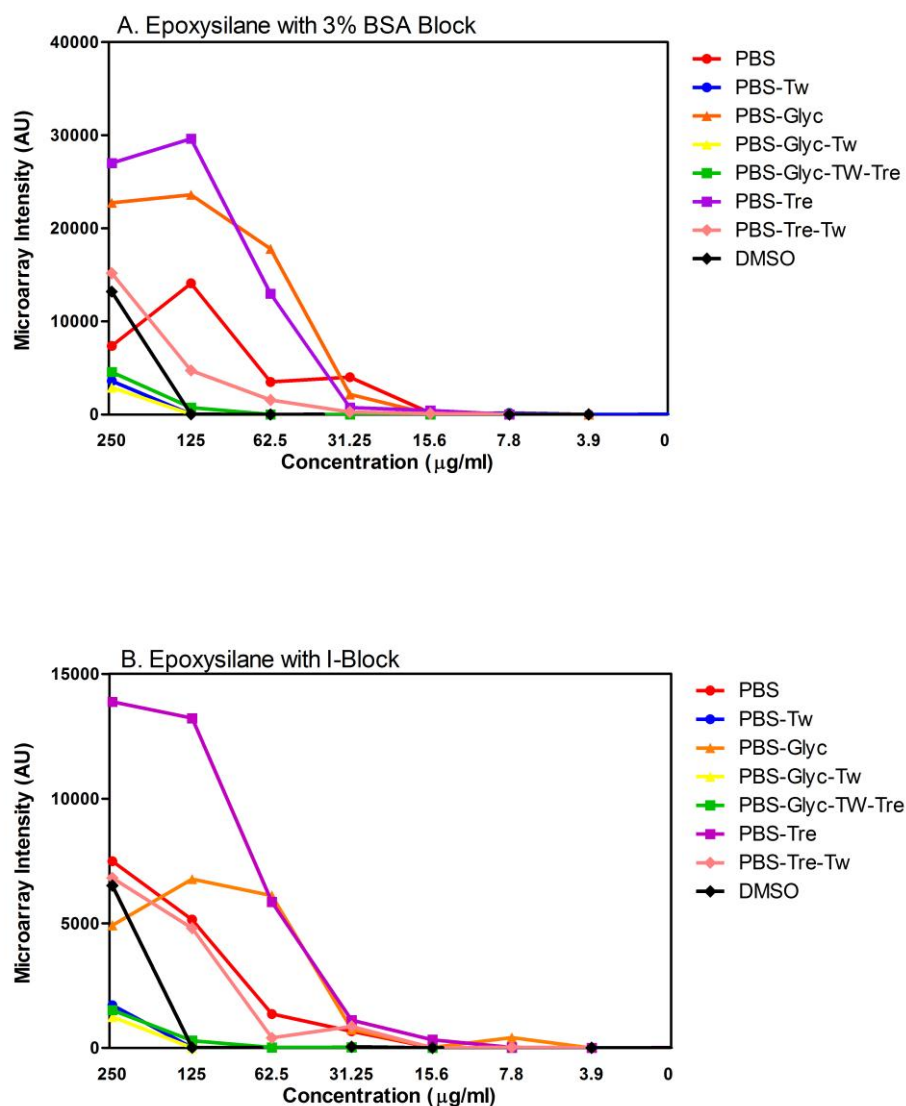 A. Epoxysilane with 3% BSA Block
40000
30000
20000
10000
0
Microarray Intensity (AU)
250 125 62.5 31.25 15.6 7.8 3.9 0
Concentration (μg/ml)
PBS
PBS-Tw
PBS-Glyc
PBS-Glyc-Tw
PBS-Glyc-TW-Tre
PBS-Tre
PBS-Tre-Tw
DMSO
B. Epoxysilane with I-Block
15000
10000
5000
0
Microarray Intensity (AU)
250 125 62.5 31.25 15.6 7.8 3.9 0
Concentration (μg/ml)
PBS
PBS-Tw
PBS-Glyc
PBS-Glyc-Tw
PBS-Glyc-TW-Tre
PBS-Tre
PBS-Tre-Tw
DMSO